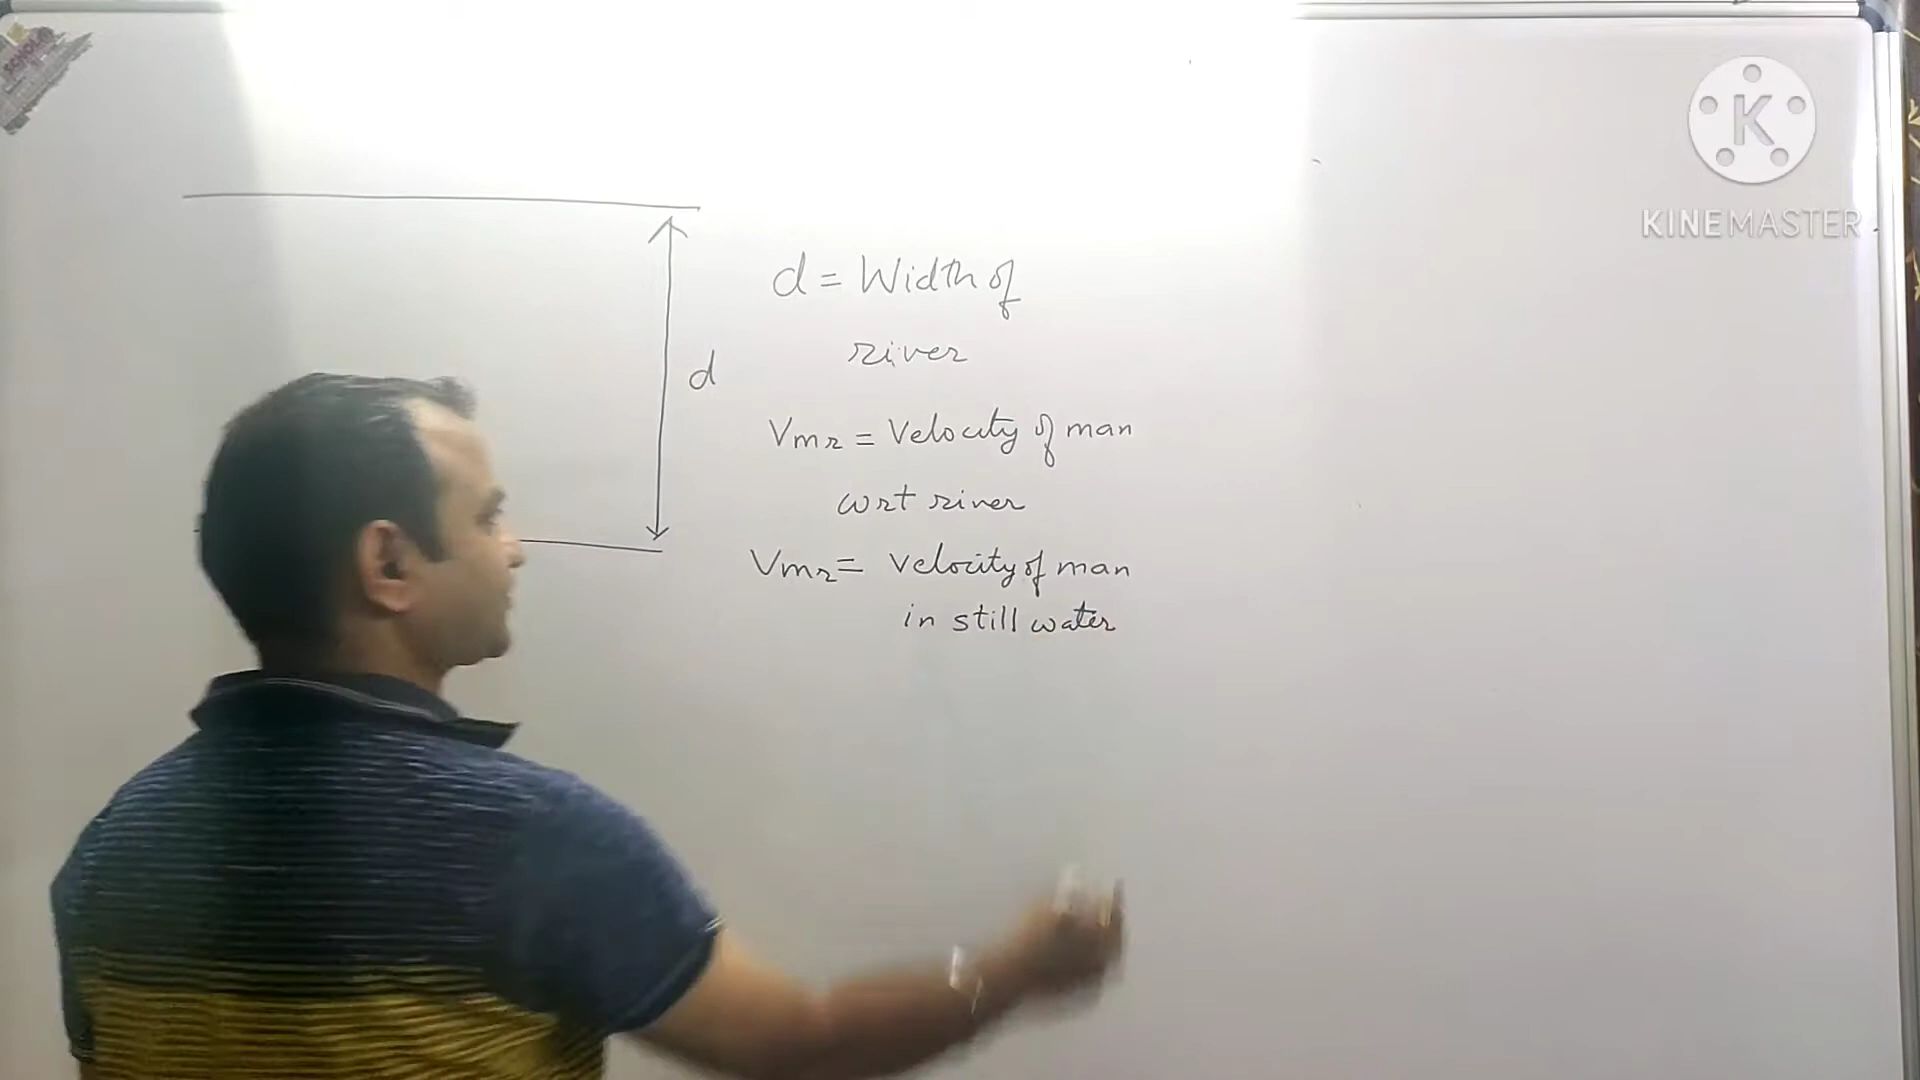 KINEMASTER
d = Width of
river
d
Vmr = Velocity of man
wrt river
Vmr = Velocity of man
in still water